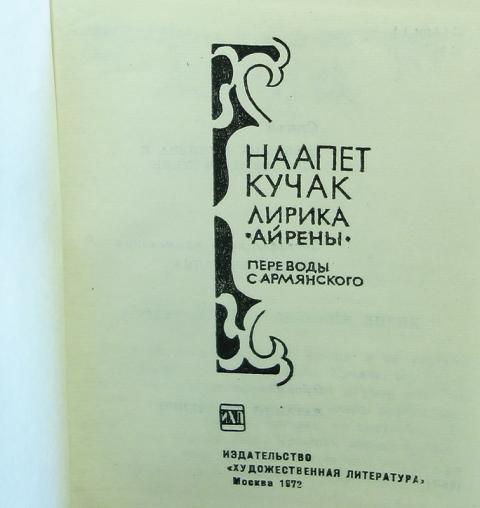 НААПЕТ
КУЧАК
ЛИРИКА
•АЙРЕНЫ•
ПЕРЕВОДЫ
С АРМЯНСКОГО
ИЗДАТЕЛЬСТВО
«ХУДОЖЕСТВЕННАЯ ЛИТЕРАТУРА»
Москва 1972